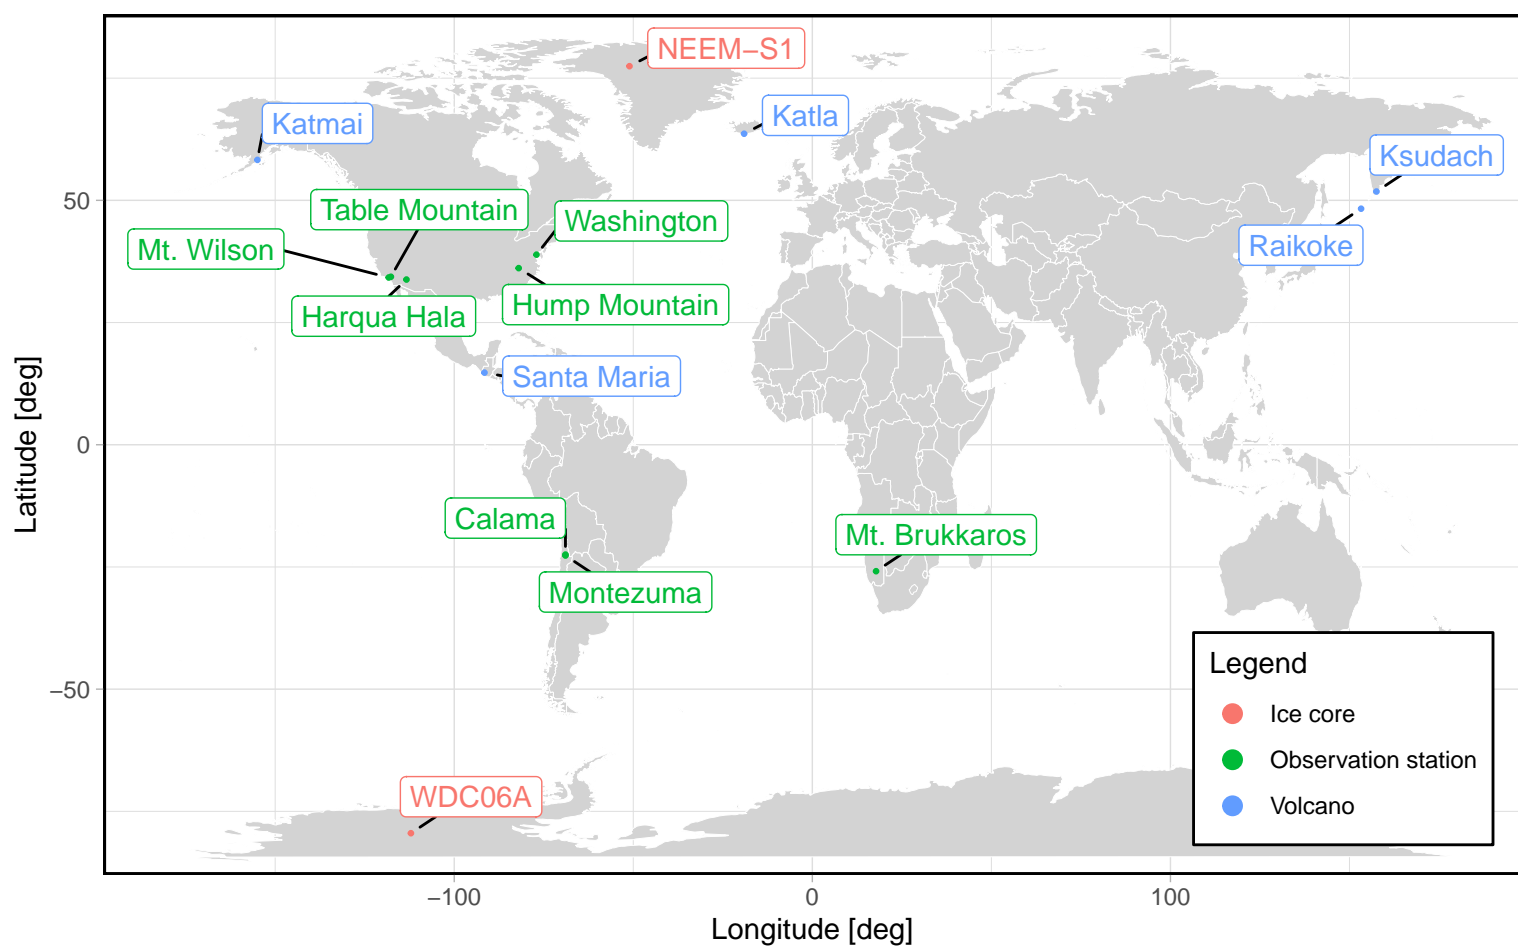 NEEM−S1
Katmai
Katla
Ksudach
Table Mountain
Washington
Mt. Wilson
Raikoke
Harqua Hala
Hump Mountain
Santa Maria
Calama
Mt. Brukkaros
Montezuma
WDC06A
50
0
−50
Latitude [deg]
−100
0
100
Longitude [deg]
Legend
Ice core
Observation station
Volcano